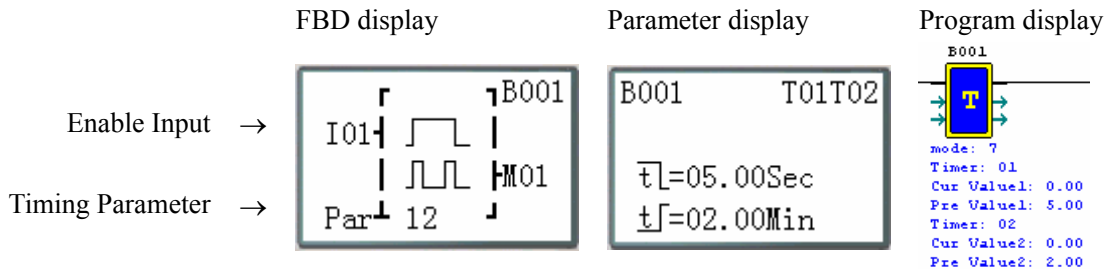 FBD display
Parameter display
Program display
Enable Input →
Timing Parameter →
B001
I01
M01
Par 12
B001 T01T02
t=05.00Sec
t=02.00Min
B001
T
mode: 7
Timer: 01
Cur Value1: 0.00
Pre Value1: 5.00
Timer: 02
Cur Value2: 0.00
Pre Value2: 2.00